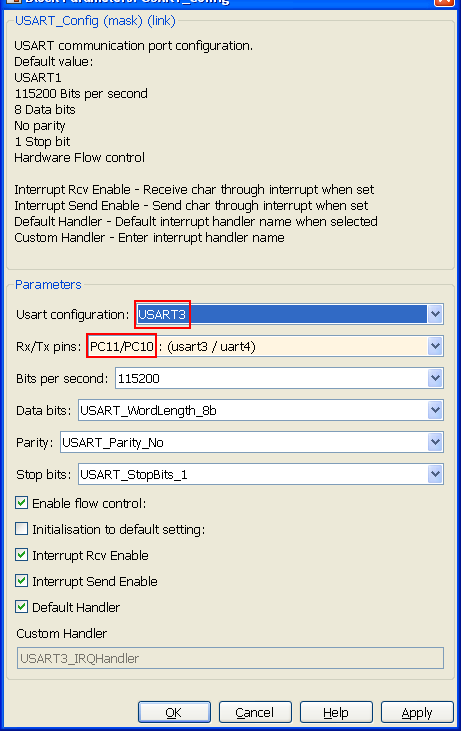 USART_Config (mask) (link)
USART communication port configuration.
Default value:
USART1
115200 Bits per second
8 Data bits
No parity
1 Stop bit
Hardware Flow control
Interrupt Rcv Enable - Receive char through interrupt when set
Interrupt Send Enable - Send char through interrupt when set
Default Handler - Default interrupt handler name when selected
Custom Handler - Enter interrupt handler name
Parameters
Usart configuration: USART3
Rx/Tx pins: PC11/PC10 : (usart3 / uart4)
Bits per second: 115200
Data bits: USART_WordLength_8b
Parity: USART_Parity_No
Stop bits: USART_StopBits_1
Enable flow control:
Initialisation to default setting:
Interrupt Rcv Enable
Interrupt Send Enable
Default Handler
Custom Handler
USART3_IRQHandler
OK Cancel Help Apply